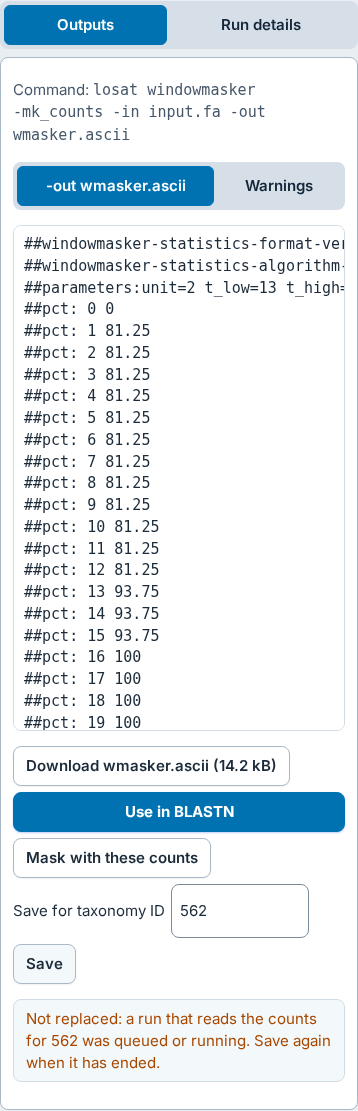 Outputs
Run details
Command: losat windowmasker
-mk_counts -in input.fa -out
wmasker.ascii
-out wmasker.ascii
Warnings
##windowmasker-statistics-format-ver
##windowmasker-statistics-algorithm-
##parameters:unit=2 t_low=13 t_high=
##pct: 0 0
##pct: 1 81.25
##pct: 2 81.25
##pct: 3 81.25
##pct: 4 81.25
##pct: 5 81.25
##pct: 6 81.25
##pct: 7 81.25
##pct: 8 81.25
##pct: 9 81.25
##pct: 10 81.25
##pct: 11 81.25
##pct: 12 81.25
##pct: 13 93.75
##pct: 14 93.75
##pct: 15 93.75
##pct: 16 100
##pct: 17 100
##pct: 18 100
##pct: 19 100
Download wmasker.ascii (14.2 kB)
Use in BLASTN
Mask with these counts
Save for taxonomy ID 562
Save
Not replaced: a run that reads the counts
for 562 was queued or running. Save again
when it has ended.